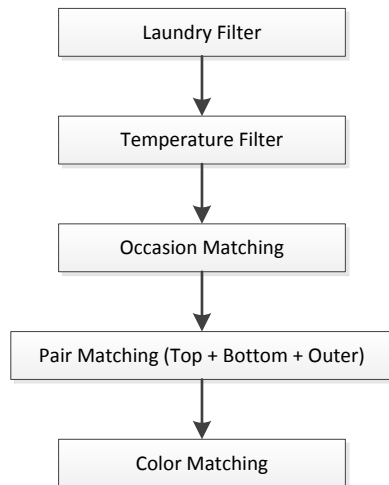 Laundry Filter
Temperature Filter
Occasion Matching
Pair Matching (Top + Bottom + Outer)
Color Matching